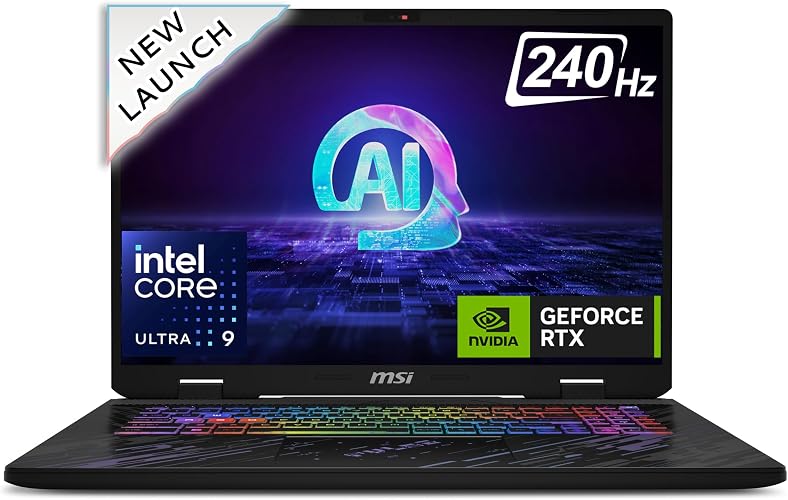 NEW
LAUNCH
240Hz
AI
intel
CORE
ULTRA 9
NVIDIA
GEFORCE
RTX
msi